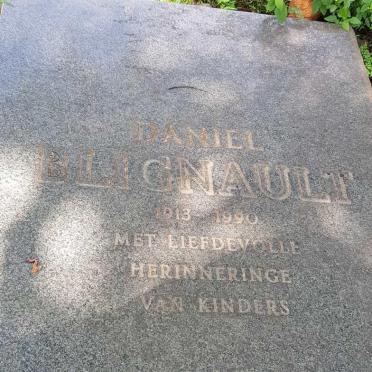 DANIEL
BLIGNAULT
1913 1990
MET LIEFDEVOLLE
HERINNERINGE
VAN KINDERS